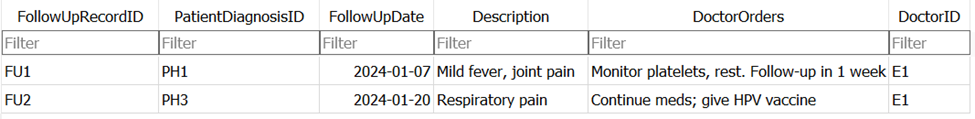 FollowUpRecordID PatientDiagnosisID FollowUpDate Description DoctorOrders DoctorID
Filter Filter Filter Filter Filter Filter
FU1 PH1 2024-01-07 Mild fever, joint pain Monitor platelets, rest. Follow-up in 1 week E1
FU2 PH3 2024-01-20 Respiratory pain Continue meds; give HPV vaccine E1